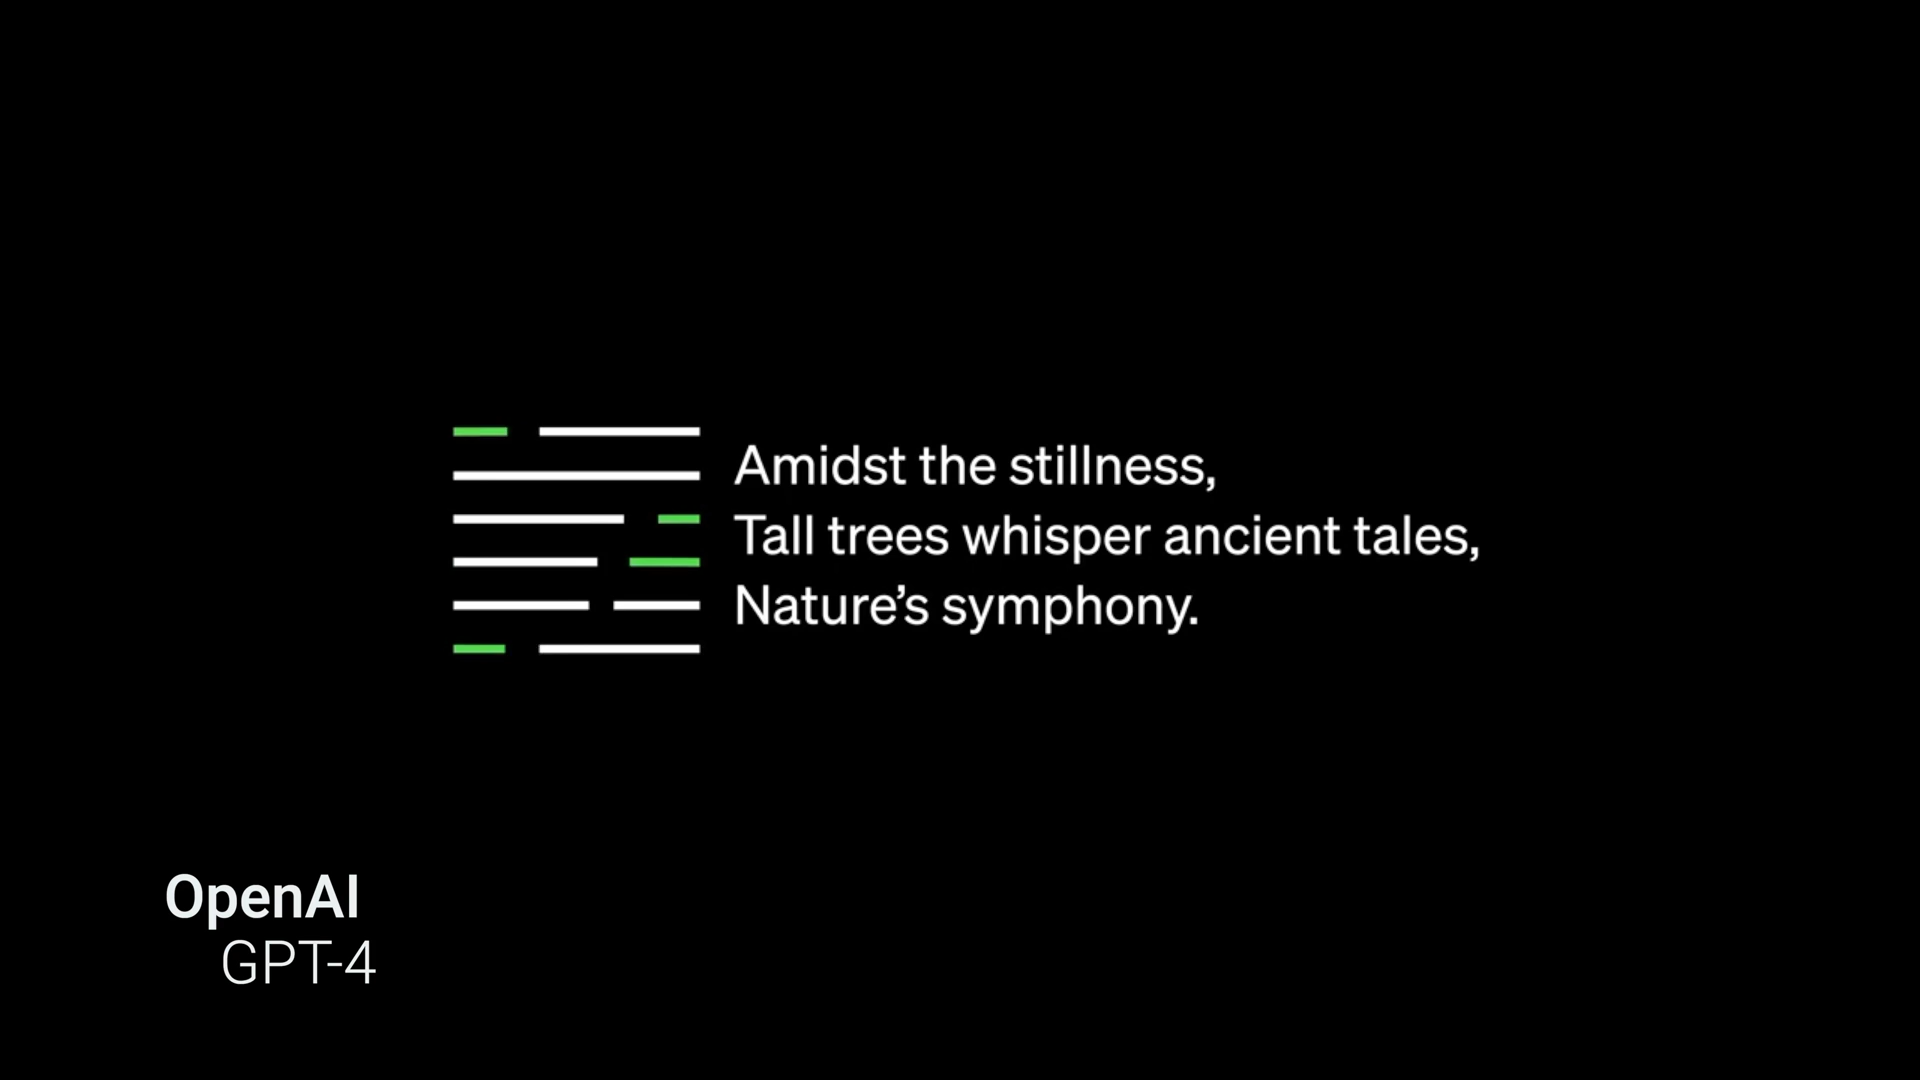 Amidst the stillness,
Tall trees whisper ancient tales,
Nature’s symphony.
OpenAI
GPT-4